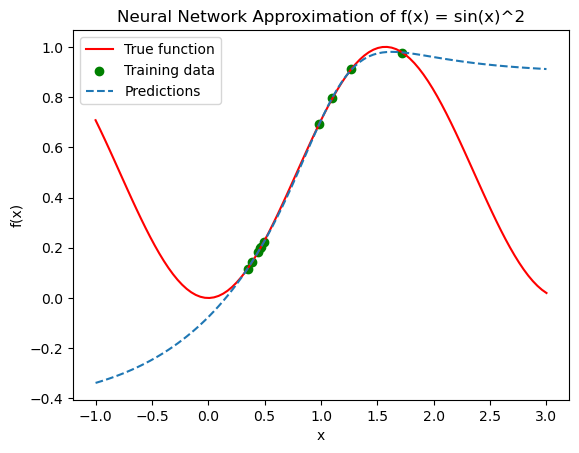 Neural Network Approximation of f(x) = sin(x)^2
True function
Training data
Predictions
f(x)
1.0
0.8
0.6
0.4
0.2
0.0
−0.2
−0.4
−1.0 −0.5 0.0 0.5 1.0 1.5 2.0 2.5 3.0
x